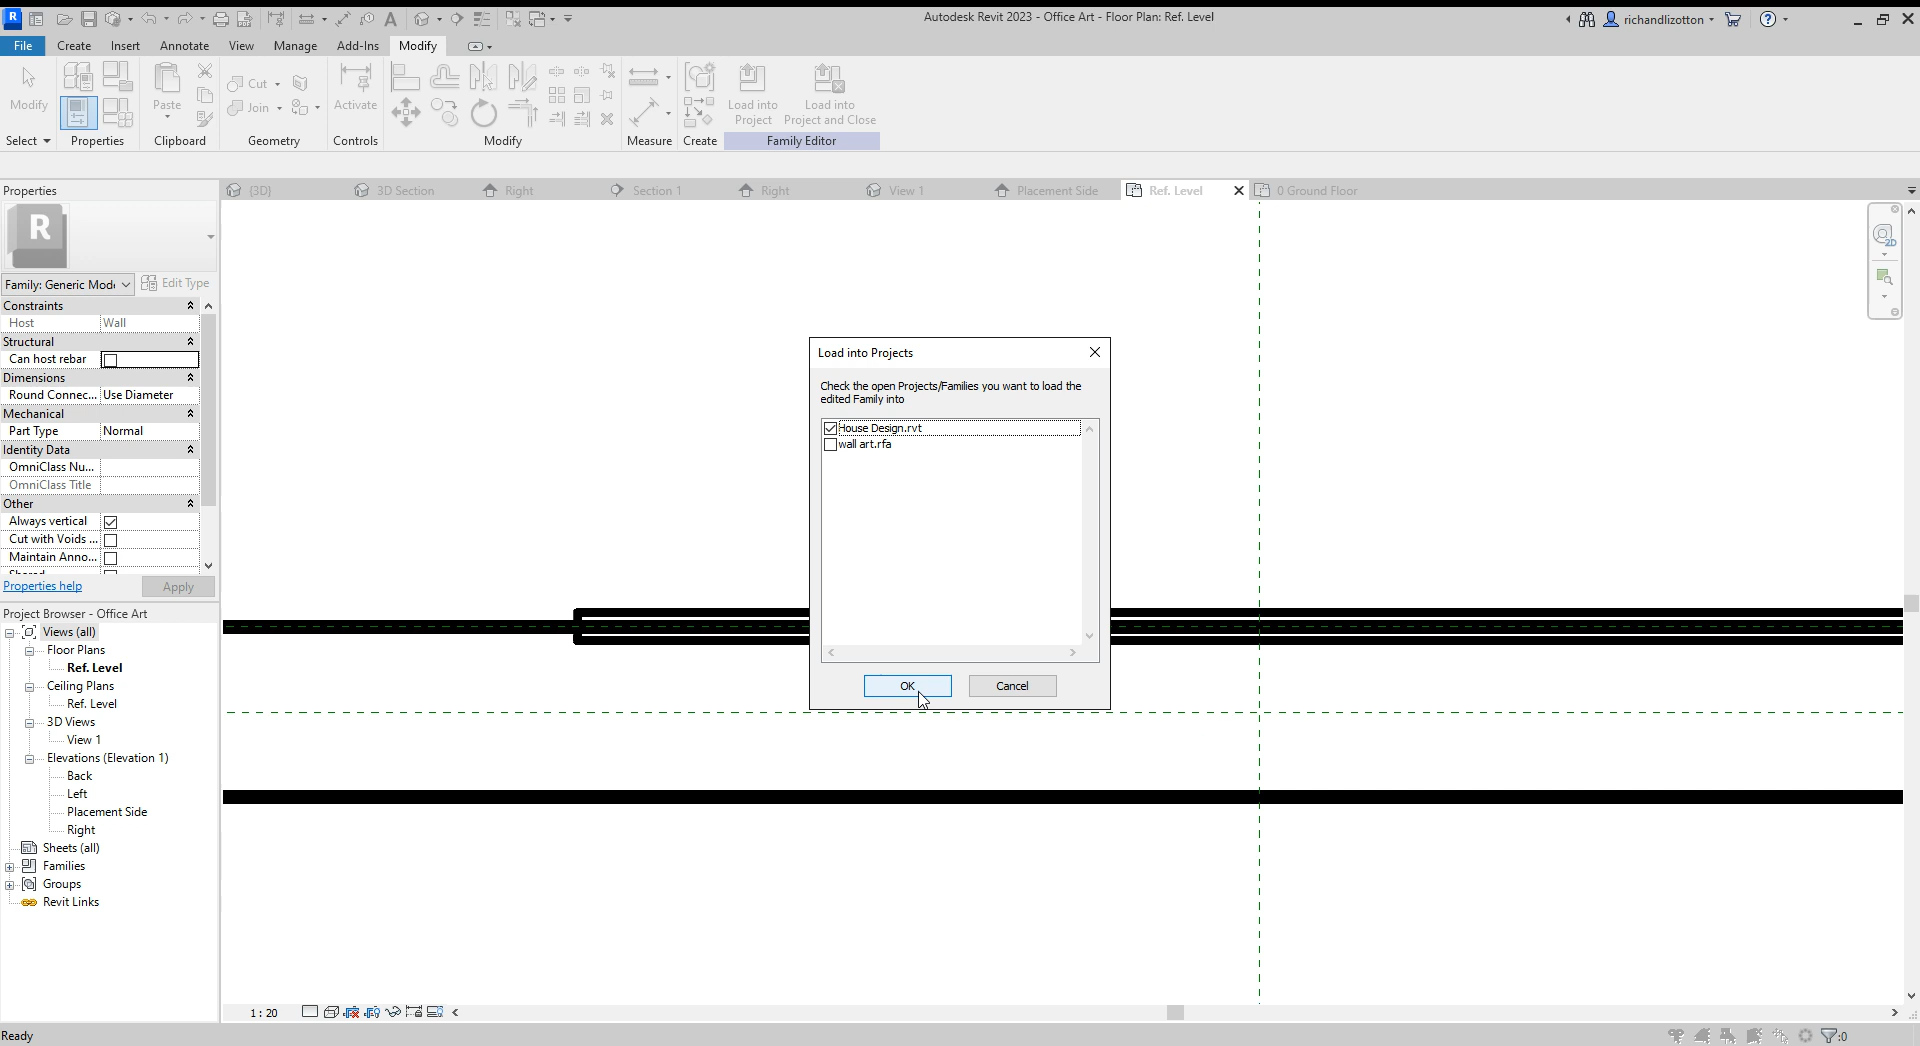 Autodesk Revit 2023 - Office Art - Floor Plan: Ref. Level
richandlizotton
File Create Insert Annotate View Manage Add-Ins Modify
Modify
Paste
Cut
Join
Activate
Load into Project
Load into Project and Close
Select Properties Clipboard Geometry Controls Modify Measure Create Family Editor
Properties
{3D} 3D Section Right Section 1 Right View 1 Placement Side Ref. Level 0 Ground Floor
R
2D
Family: Generic Mod
Edit Type
Constraints
Host Wall
Structural
Can host rebar
Dimensions
Round Connec... Use Diameter
Mechanical
Part Type Normal
Identity Data
OmniClass Nu...
OmniClass Title
Other
Always vertical
Cut with Voids ...
Maintain Anno...
Shared
Properties help
Apply
Load into Projects
Check the open Projects/Families you want to load the
edited Family into
House Design.rvt
wall art.rfa
OK Cancel
Project Browser - Office Art
Views (all)
Floor Plans
Ref. Level
Ceiling Plans
Ref. Level
3D Views
View 1
Elevations (Elevation 1)
Back
Left
Placement Side
Right
Sheets (all)
Families
Groups
Revit Links
1 : 20
Ready
:0